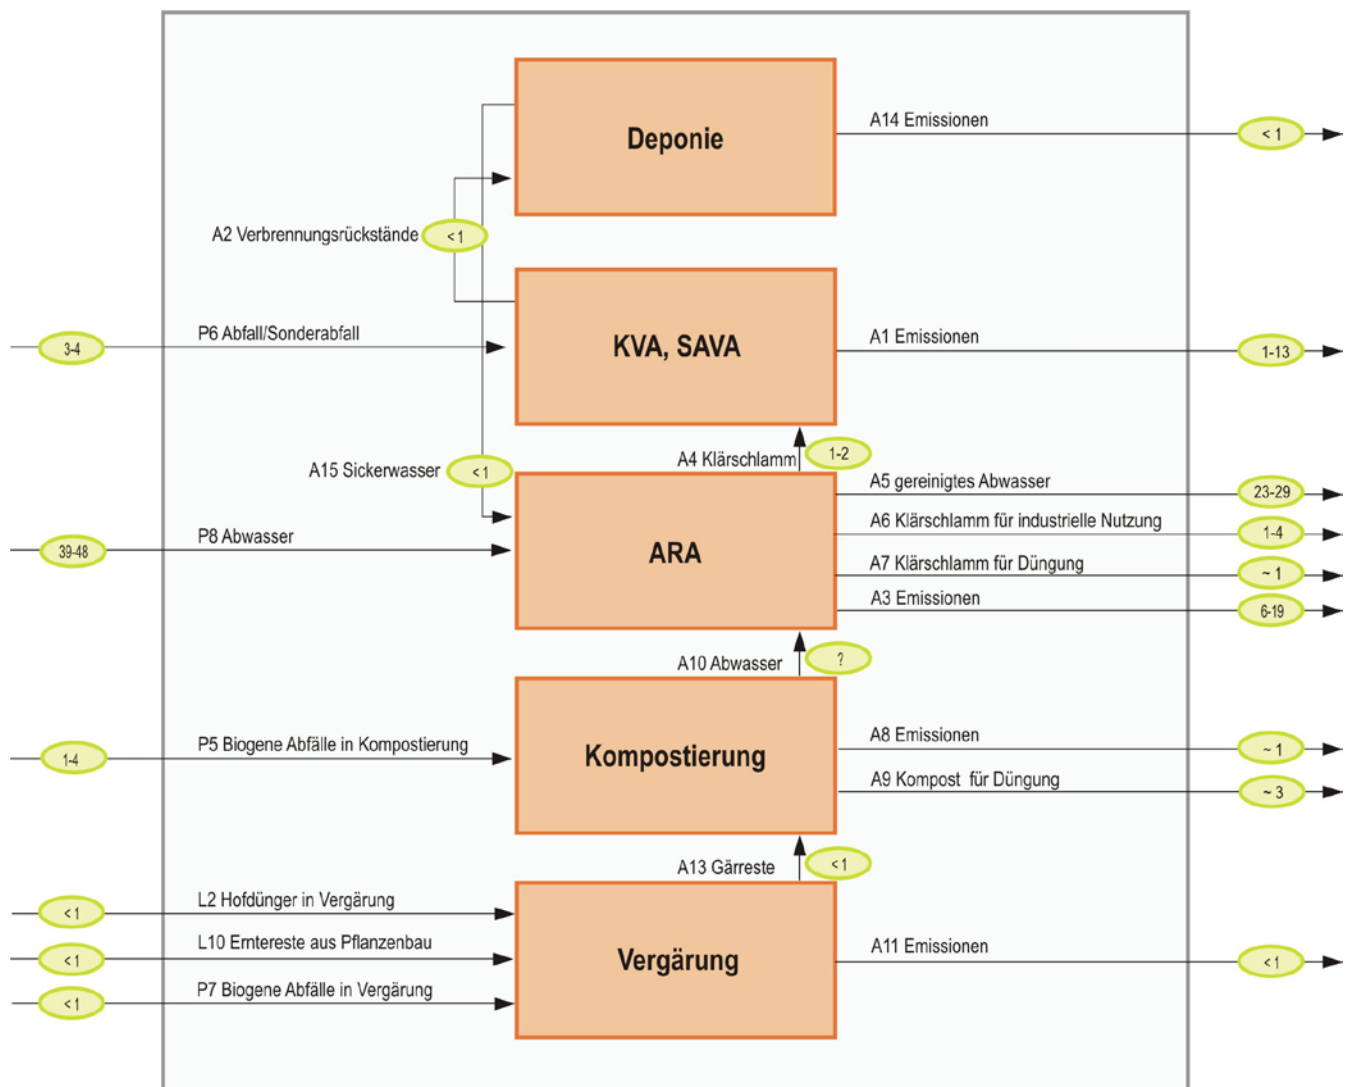 Deponie
A14 Emissionen
< 1
A2 Verbrennungsrückstände
< 1
KVA, SAVA
3-4
P6 Abfall/Sonderabfall
A1 Emissionen
1-13
A4 Klärschlamm
1-2
A15 Sickerwasser
< 1
A5 gereinigtes Abwasser
23-29
A6 Klärschlamm für industrielle Nutzung
1-4
39-48
P8 Abwasser
ARA
A7 Klärschlamm für Düngung
~ 1
A3 Emissionen
6-19
A10 Abwasser
?
1-4
P5 Biogene Abfälle in Kompostierung
Kompostierung
A8 Emissionen
~ 1
A9 Kompost für Düngung
~ 3
A13 Gärreste
< 1
< 1
L2 Hofdünger in Vergärung
< 1
L10 Erntereste aus Pflanzenbau
Vergärung
A11 Emissionen
< 1
< 1
P7 Biogene Abfälle in Vergärung